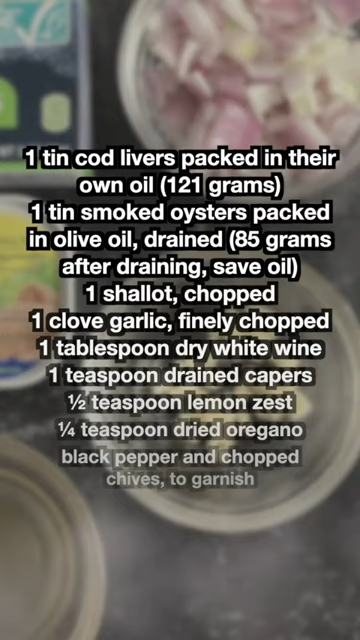 1 tin cod livers packed in their
own oil (121 grams)
1 tin smoked oysters packed
in olive oil, drained (85 grams
after draining, save oil)
1 shallot, chopped
1 clove garlic, finely chopped
1 tablespoon dry white wine
1 teaspoon drained capers
½ teaspoon lemon zest
¼ teaspoon dried oregano
black pepper and chopped
chives, to garnish